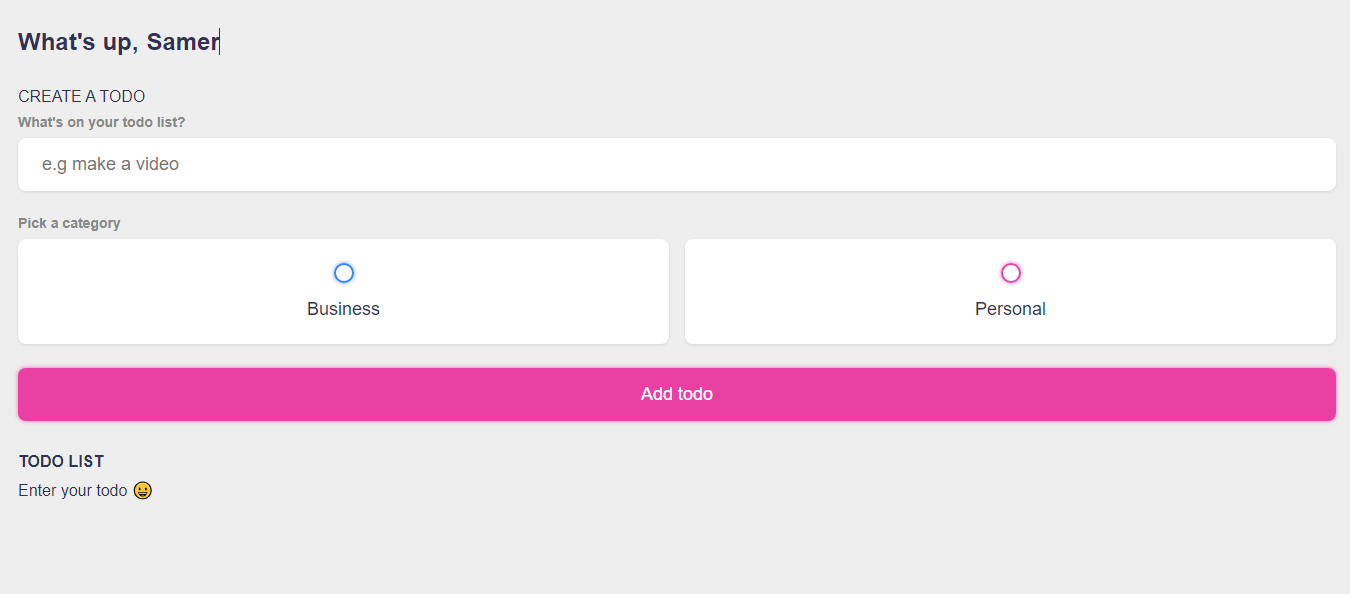 What's up, Samer
CREATE A TODO
What's on your todo list?
e.g make a video
Pick a category
Business
Personal
Add todo
TODO LIST
Enter your todo 😀